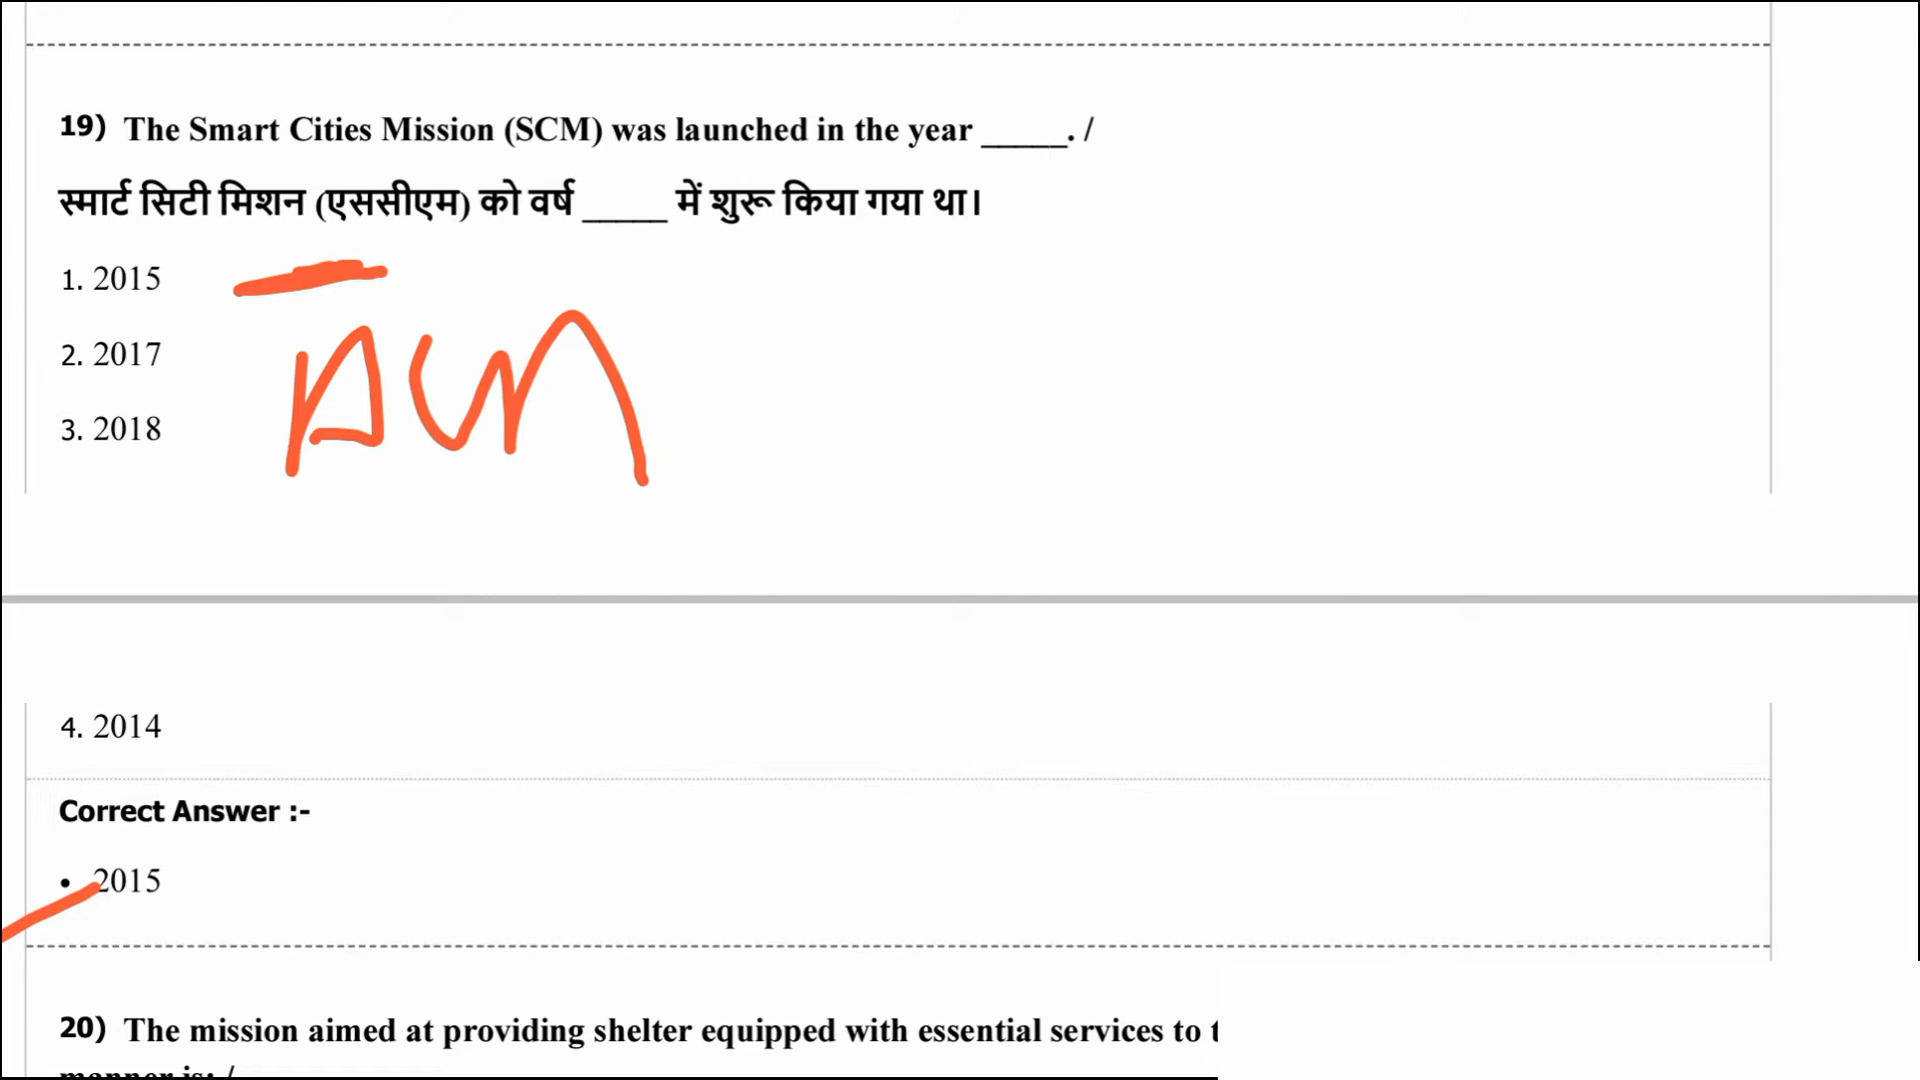 19) The Smart Cities Mission (SCM) was launched in the year _____. /
स्मार्ट सिटी मिशन (एससीएम) को वर्ष _____ में शुरू किया गया था।
1. 2015
2. 2017
3. 2018
4. 2014
Correct Answer :-
• 2015
20) The mission aimed at providing shelter equipped with essential services to
manner is: /